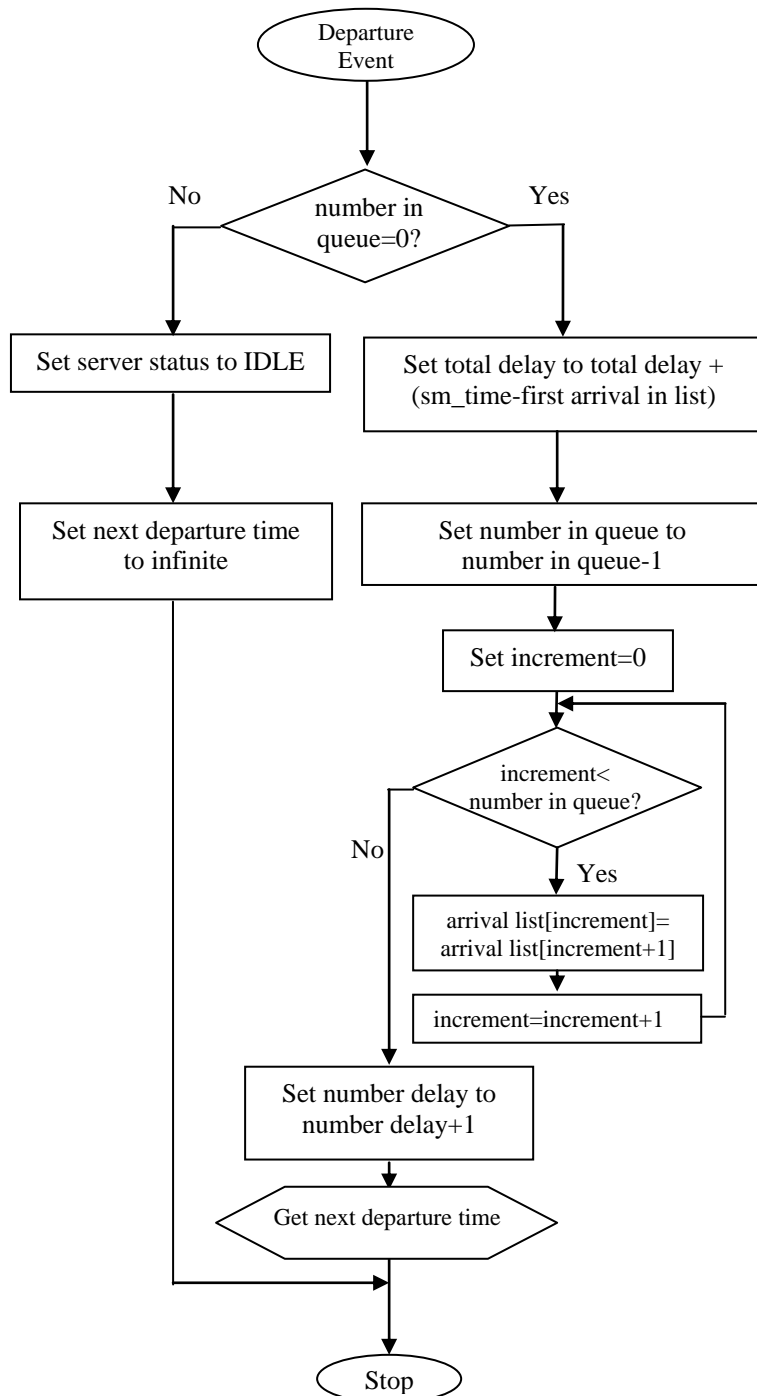 Departure
Event
No
Yes
number in
queue=0?
Set server status to IDLE
Set total delay to total delay +
(sm_time-first arrival in list)
Set next departure time
to infinite
Set number in queue to
number in queue-1
Set increment=0
increment<
number in queue?
No
Yes
arrival list[increment]=
arrival list[increment+1]
increment=increment+1
Set number delay to
number delay+1
Get next departure time
Stop